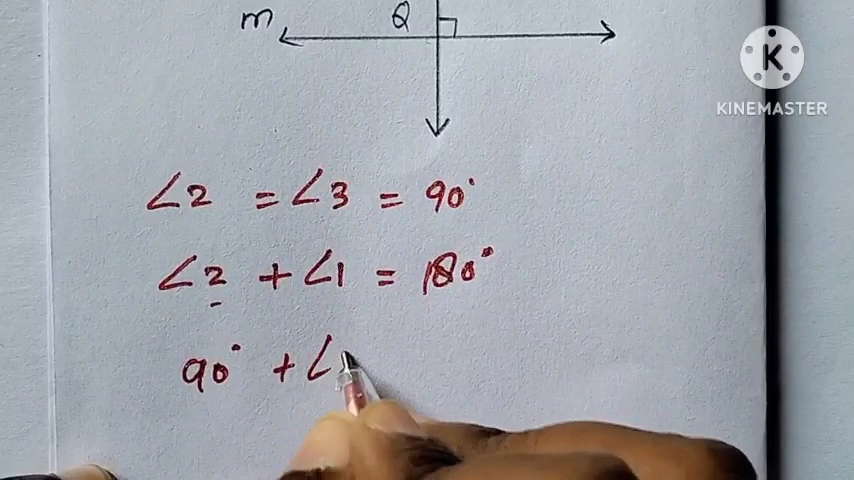 m Q
K
KINEMASTER
∠2 = ∠3 = 90°
∠2 + ∠1 = 180°
90° + ∠